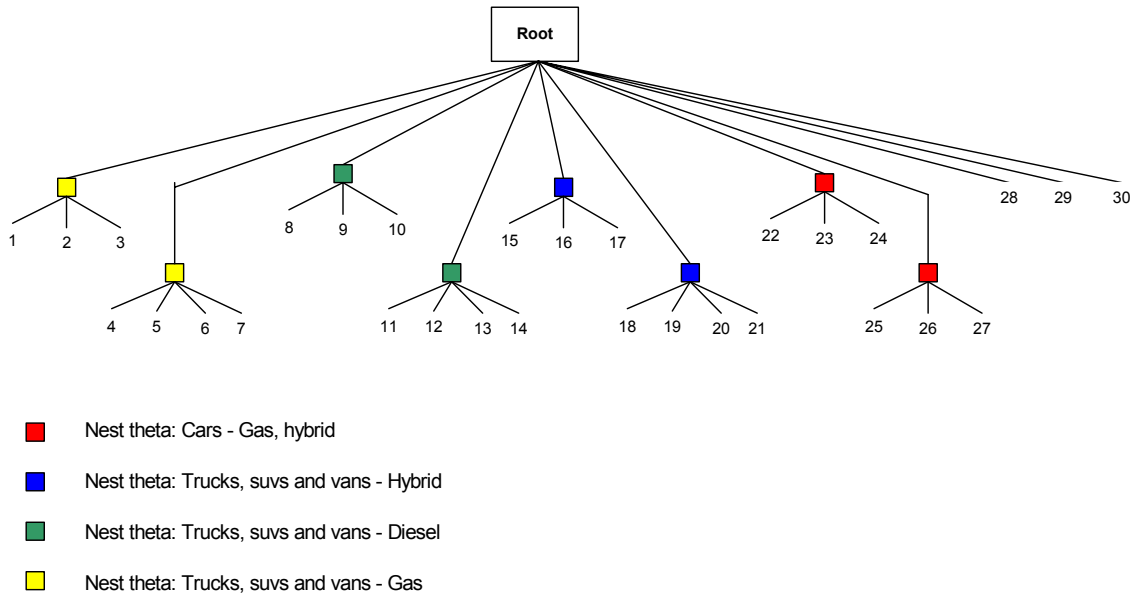 Root
28 29 30
1 2 3
8 9 10
15 16 17
22 23 24
4 5 6 7
11 12 13 14
18 19 20 21
25 26 27
Nest theta: Cars - Gas, hybrid
Nest theta: Trucks, suvs and vans - Hybrid
Nest theta: Trucks, suvs and vans - Diesel
Nest theta: Trucks, suvs and vans - Gas